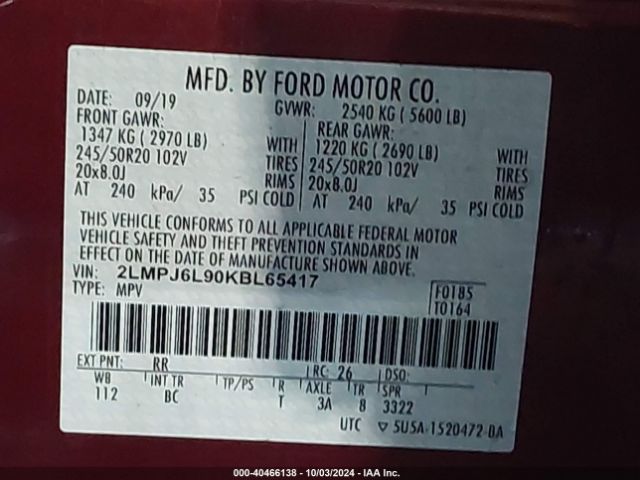 MFD. BY FORD MOTOR CO.
DATE: 09/19 GVWR: 2540 KG ( 5600 LB)
FRONT GAWR: REAR GAWR:
1347 KG ( 2970 LB) WITH 1220 KG ( 2690 LB) WITH
245/50R20 102V TIRES 245/50R20 102V TIRES
20x8.0J RIMS 20x8.0J RIMS
AT 240 kPa/ 35 PSI COLD AT 240 kPa/ 35 PSI COLD
THIS VEHICLE CONFORMS TO ALL APPLICABLE FEDERAL MOTOR
VEHICLE SAFETY AND THEFT PREVENTION STANDARDS IN
EFFECT ON THE DATE OF MANUFACTURE SHOWN ABOVE.
VIN: 2LMPJ6L90KBL65417
TYPE: MPV F0185
T0164
EXT PNT: RR RC: 26 DSO:
WB INT TR TP/PS R AXLE TR SPR
112 BC T 3A 8 3322
UTC ▽ 5U5A-1520472-BA
000-40466138 - 10/03/2024 - IAA Inc.